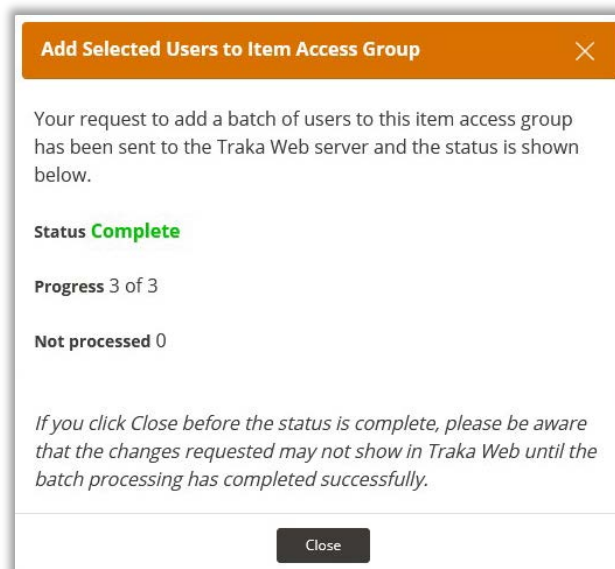 Add Selected Users to Item Access Group
Your request to add a batch of users to this item access group
has been sent to the Traka Web server and the status is shown
below.
Status Complete
Progress 3 of 3
Not processed 0
If you click Close before the status is complete, please be aware
that the changes requested may not show in Traka Web until the
batch processing has completed successfully.
Close